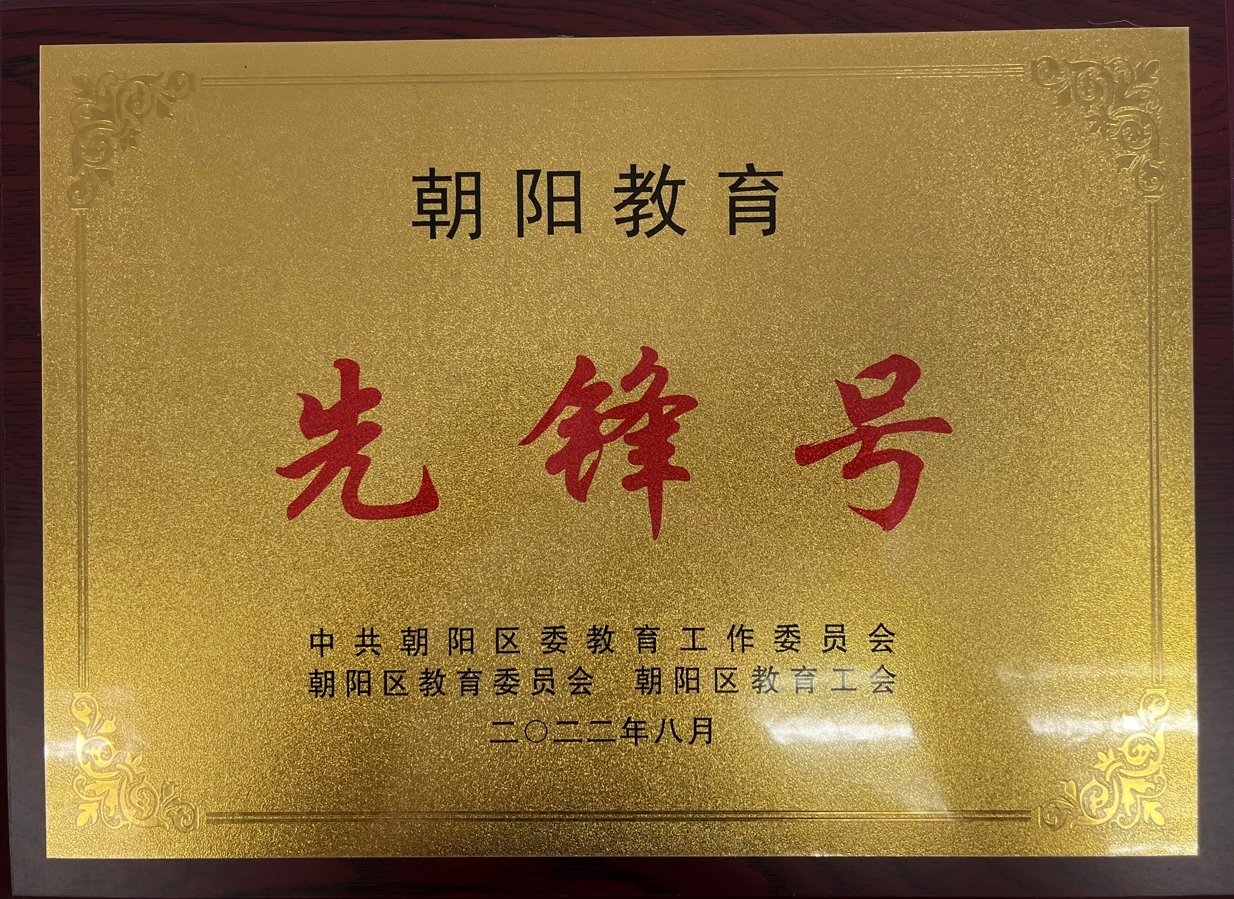 朝阳教育
先锋号
中共朝阳区委教育工作委员会
朝阳区教育委员会 朝阳区教育工会
二〇二二年八月